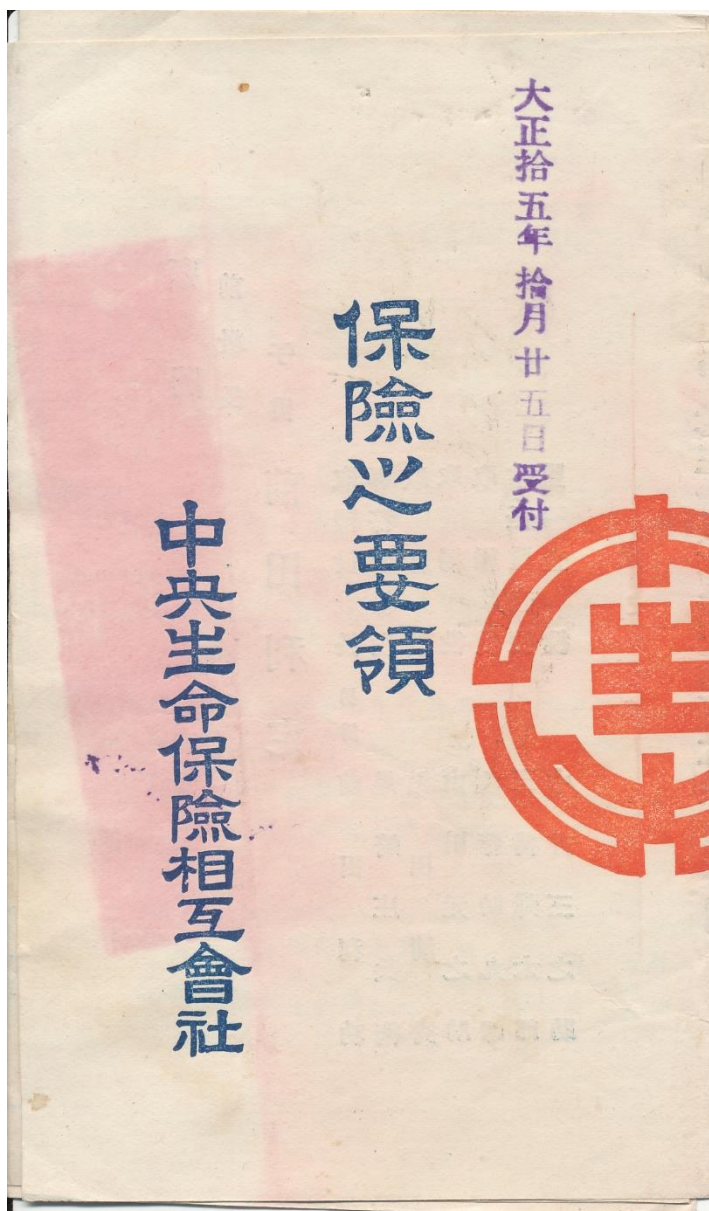 大正拾五年拾月廿五日受付
保險之要領
中央生命保險相互會社